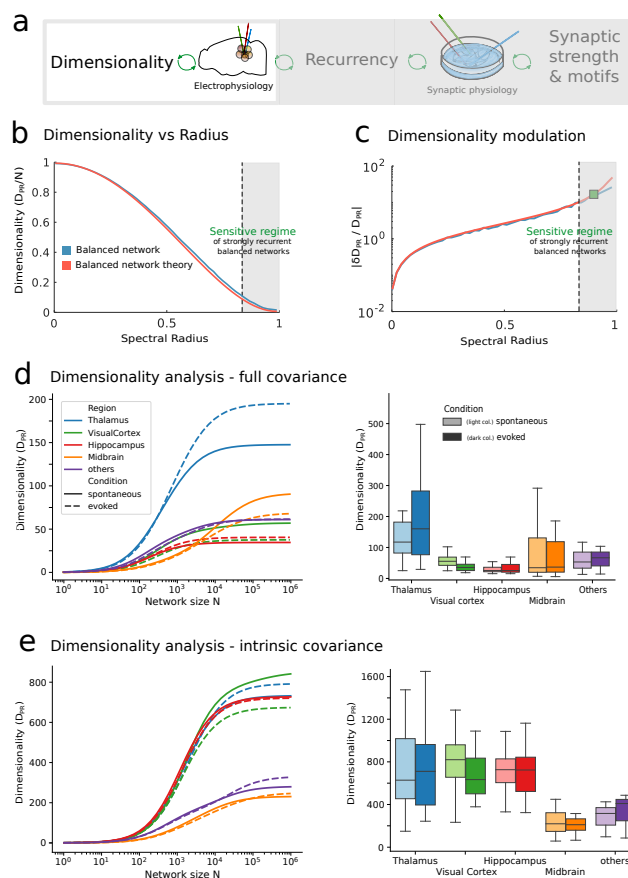 a
Dimensionality
Electrophysiology
Recurrency
Synaptic physiology
Synaptic
strength
& motifs
b Dimensionality vs Radius
Dimensionality (D_PR/N)
1
0.8
0.6
0.4
0.2
0
0
0.5
1
Spectral Radius
Balanced network
Balanced network theory
Sensitive regime
of strongly recurrent
balanced networks
c Dimensionality modulation
|δD_PR / D_PR|
10^2
10^0
10^-2
0
0.5
1
Spectral Radius
Sensitive regime
of strongly recurrent
balanced networks
d Dimensionality analysis - full covariance
Dimensionality (D_PR)
200
150
100
50
0
10^0 10^1 10^2 10^3 10^4 10^5 10^6
Network size N
Region
Thalamus
VisualCortex
Hippocampus
Midbrain
others
Condition
spontaneous
evoked
Dimensionality (D_PR)
500
400
300
200
100
0
Condition
(light col.) spontaneous
(dark col.) evoked
Thalamus Hippocampus Others
Visual cortex Midbrain
e Dimensionality analysis - intrinsic covariance
Dimensionality (D_PR)
800
600
400
200
0
10^0 10^1 10^2 10^3 10^4 10^5 10^6
Network size N
Dimensionality (D_PR)
1600
1200
800
400
0
Thalamus Hippocampus others
Visual Cortex Midbrain